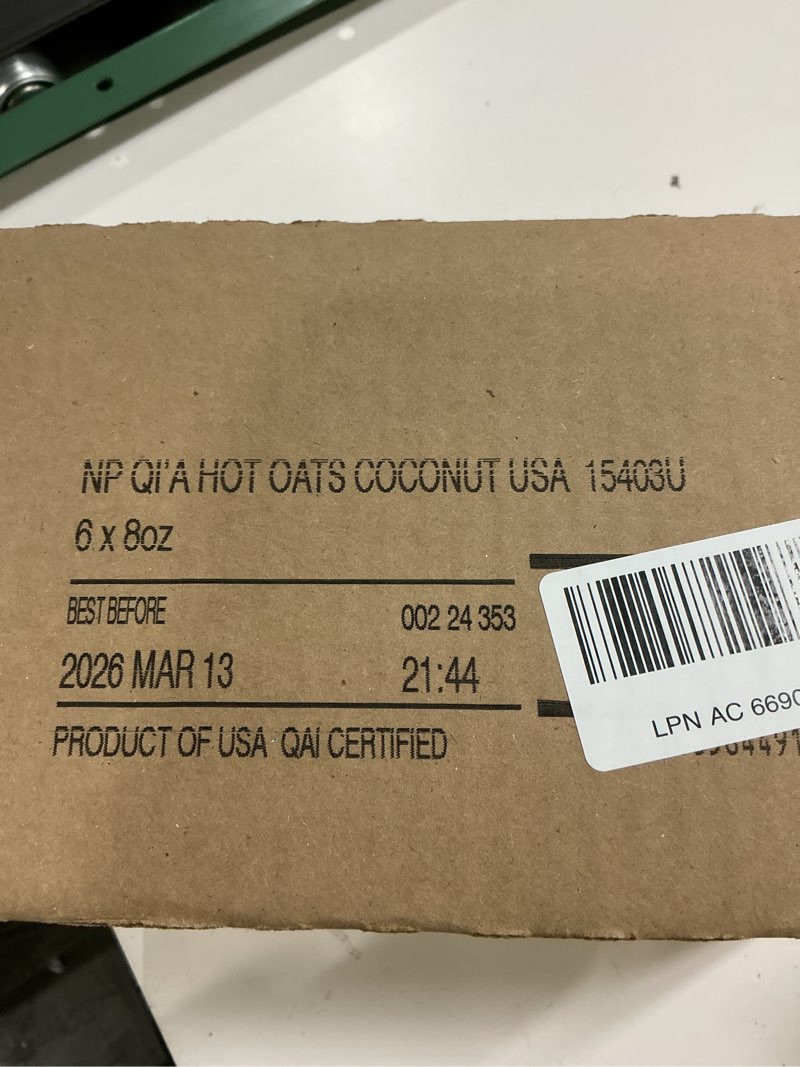 NP QI'A HOT OATS COCONUT USA 15403U
6 x 8oz
BEST BEFORE 002 24 353
2026 MAR 13 21:44
PRODUCT OF USA QAI CERTIFIED
LPN AC 6690